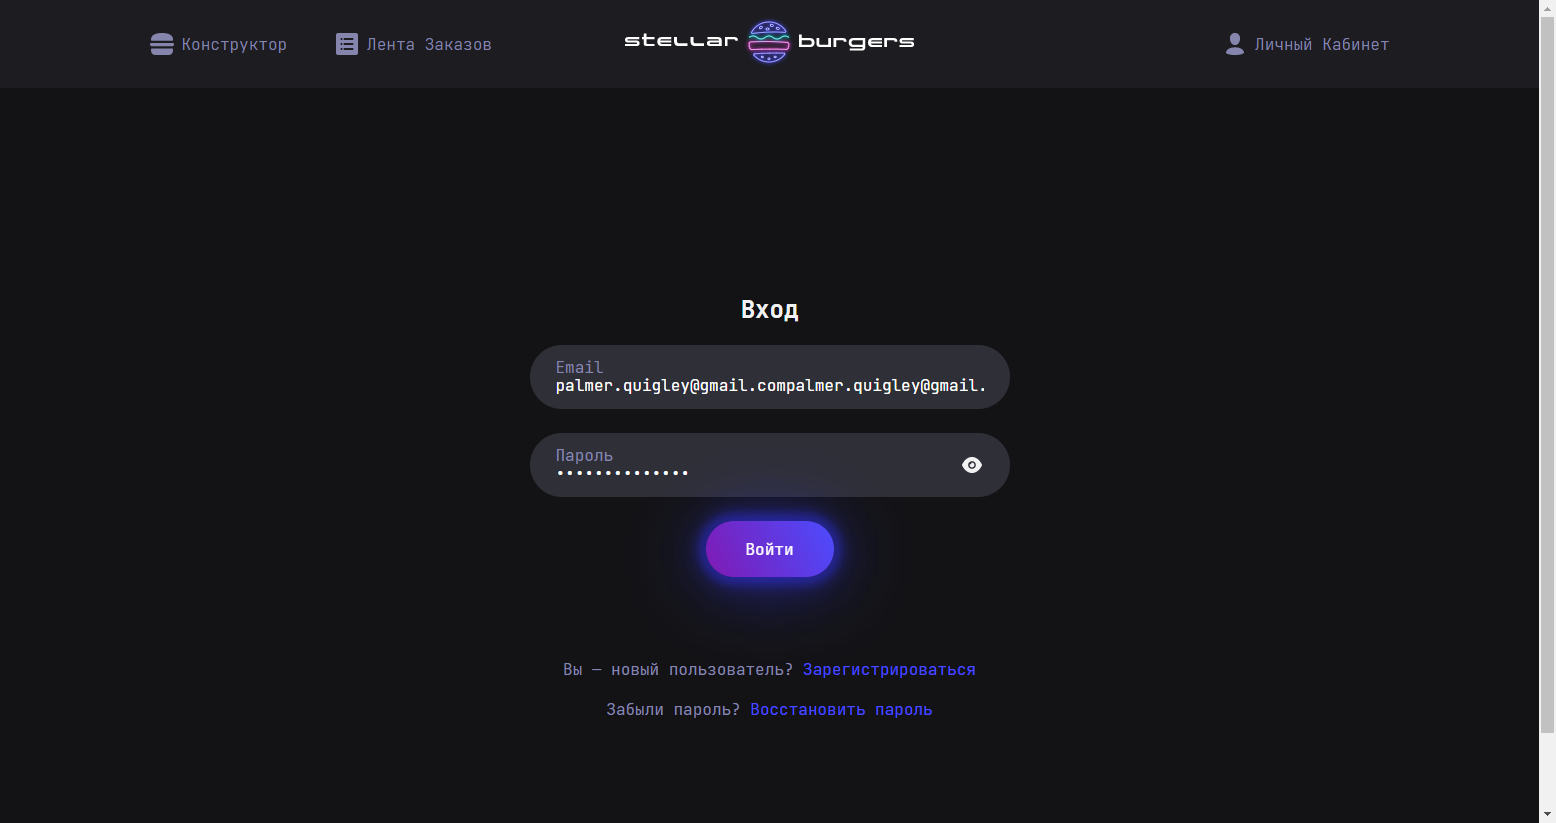 Конструктор
Лента Заказов
stellar burgers
Личный Кабинет
Вход
Email
palmer.quigley@gmail.compalmer.quigley@gmail.
Пароль
••••••••••••••
Войти
Вы — новый пользователь? Зарегистрироваться
Забыли пароль? Восстановить пароль